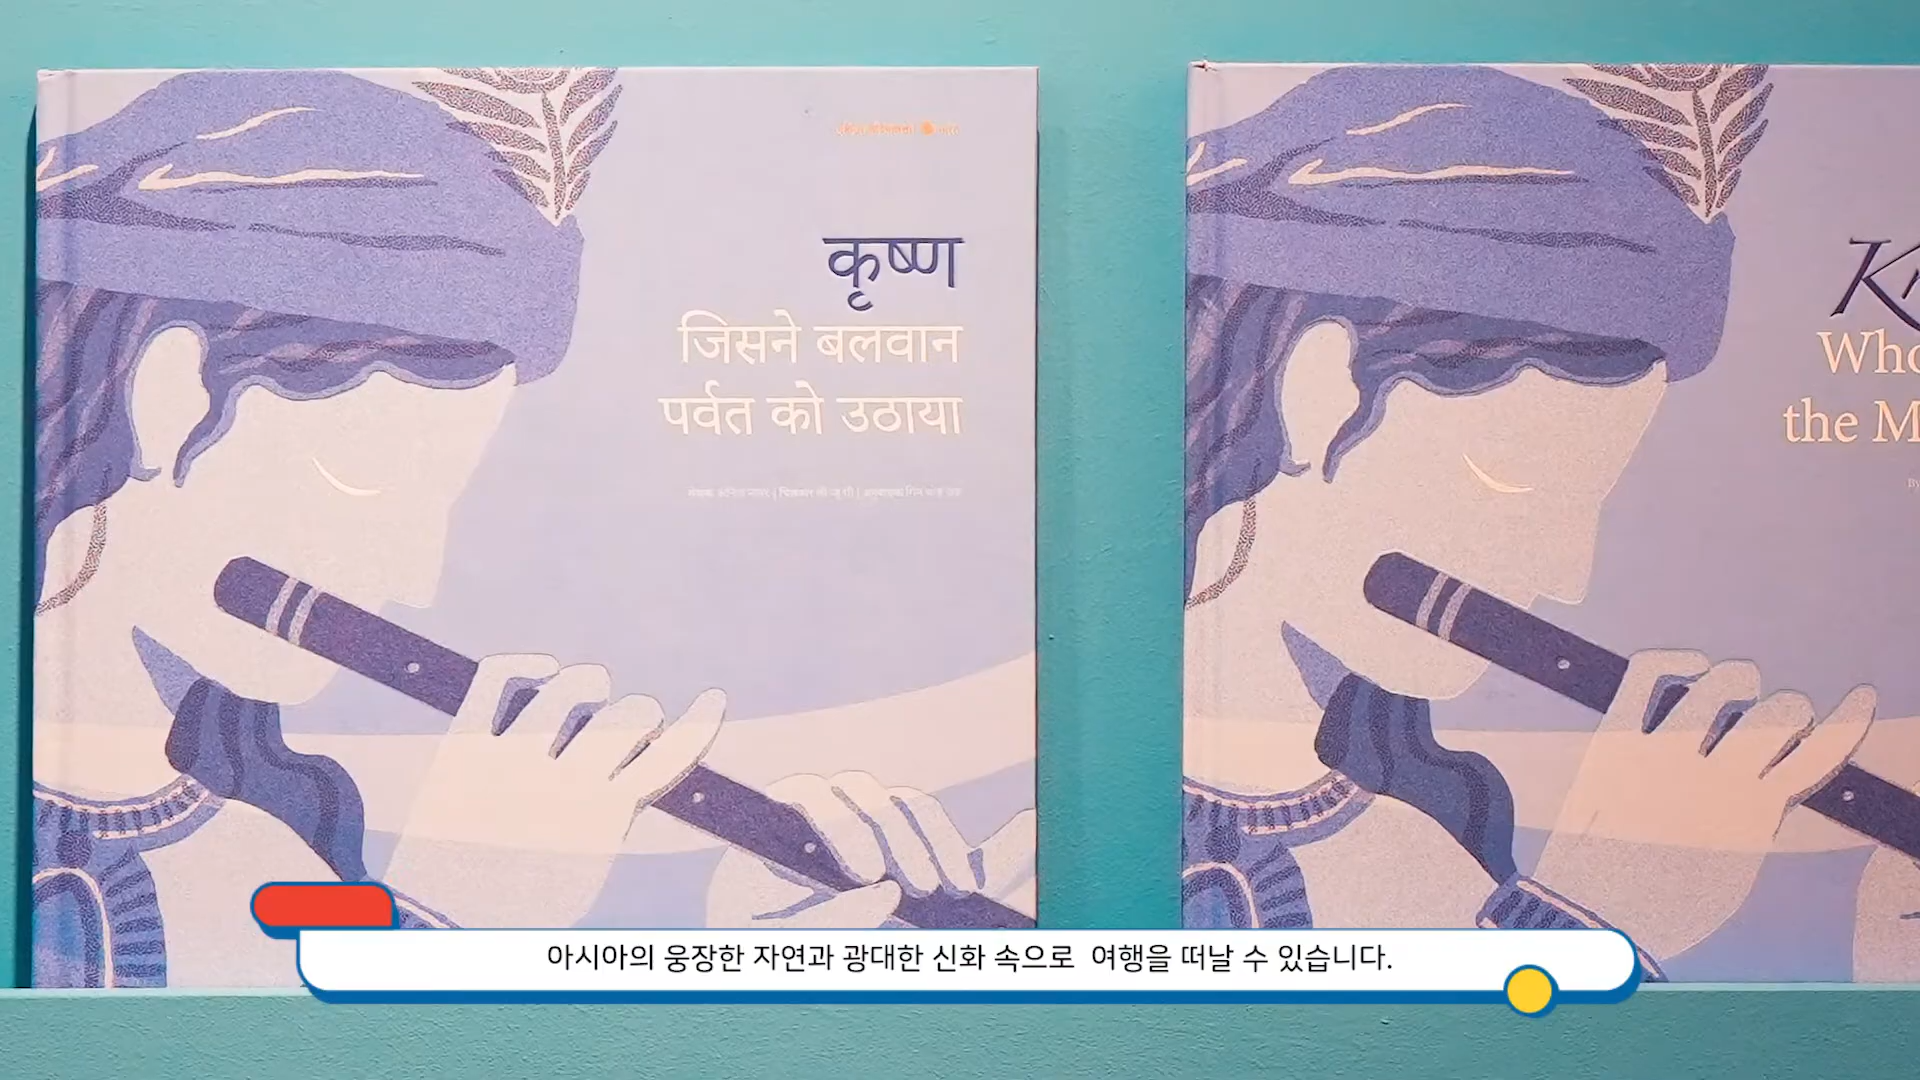 कृष्ण
जिसने बलवान
पर्वत को उठाया
Who
the M
아시아의 웅장한 자연과 광대한 신화 속으로 여행을 떠날 수 있습니다.